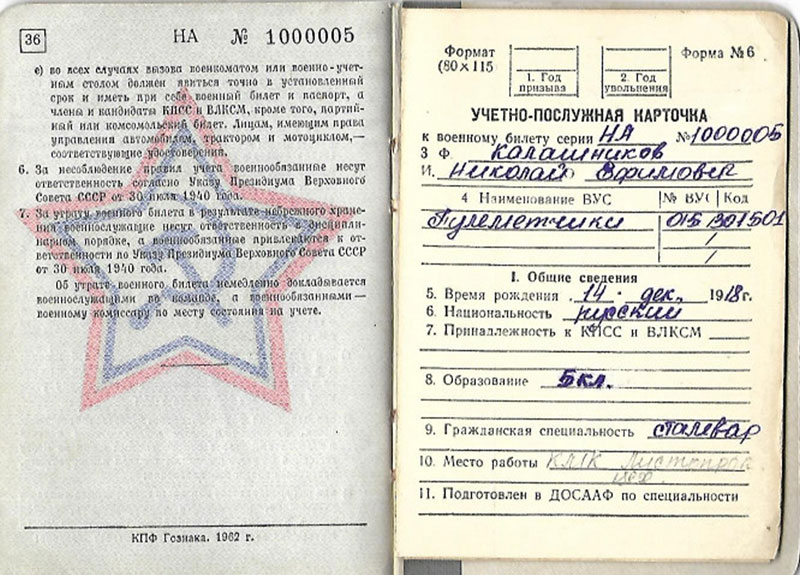 36 НА № 1000005
е) во всех случаях вызова военкоматом или военно-учет-
ным столом должен явиться точно в установленный
срок и иметь при себе военный билет и паспорт, а
члены и кандидаты КПСС и ВЛКСМ, кроме того, партий-
ный или комсомольский билет. Лицам, имеющим права
управления автомобилем, трактором и мотоциклом,—
соответствующие удостоверения.
6. За несоблюдение правил учета военнообязанные несут
ответственность согласно Указу Президиума Верховного
Совета СССР от 30 июля 1940 года.
7. За утрату военного билета в результате небрежного хране-
ния военнослужащие несут ответственность в дисципли-
нарном порядке, а военнообязанные привлекаются к от-
ветственности по Указу Президиума Верховного Совета СССР
от 30 июля 1940 года.
Об утрате военного билета немедленно докладывается
военнослужащими по команде, а военнообязанными —
военному комиссару по месту состояния на учете.
КПФ Гознака. 1962 г.
Формат
(80×115
1. Год
призыва
2. Год
увольнения
Форма № 6
УЧЕТНО-ПОСЛУЖНАЯ КАРТОЧКА
к военному билету серии НА № 1000005
3 Ф. Калашников
И. Николай Ефимович
4 Наименование ВУС № ВУС Код
Пулеметчики 015 301501
I. Общие сведения
5. Время рождения 14 дек. 1918 г.
6. Национальность русский
7. Принадлежность к КПСС и ВЛКСМ
8. Образование 5 кл.
9. Гражданская специальность сталевар
10. Место работы КМК Листопрок
цех
11. Подготовлен в ДОСААФ по специальности